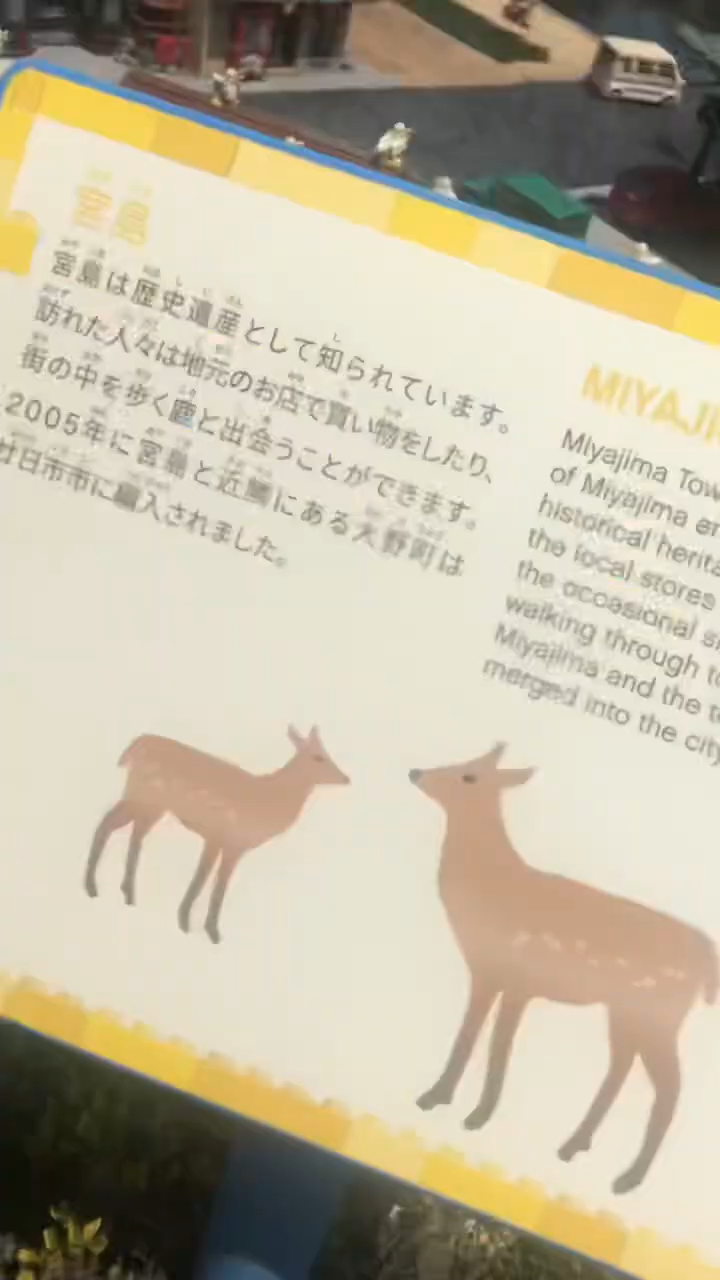 宮島
宮島は歴史遺産として知られています。
訪れた人々は地元のお店で買い物をしたり、
街の中を歩く鹿と出会うことができます。
2005年に宮島と近隣にある大野町は
廿日市市に編入されました。
MIYAJI
Miyajima Tow
of Miyajima
historical herita
the local stores
the occasional
walking through
Miyajima and the
merged into the city